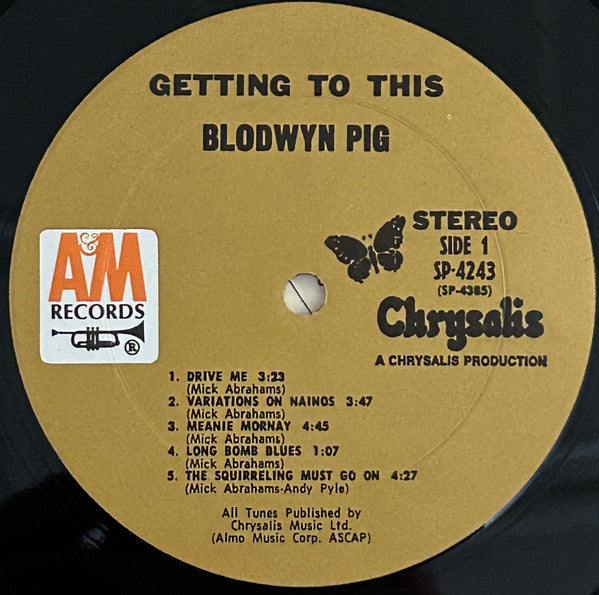 GETTING TO THIS
BLODWYN PIG
A&M
RECORDS
®
STEREO
SIDE 1
SP-4243
(SP-4385)
Chrysalis
A CHRYSALIS PRODUCTION
1. DRIVE ME 3:23
(Mick Abrahams)
2. VARIATIONS ON NAINOS 3:47
(Mick Abrahams)
3. MEANIE MORNAY 4:45
(Mick Abrahams)
4. LONG BOMB BLUES 1:07
(Mick Abrahams)
5. THE SQUIRRELING MUST GO ON 4:27
(Mick Abrahams-Andy Pyle)
All Tunes Published by
Chrysalis Music Ltd.
(Almo Music Corp. ASCAP)